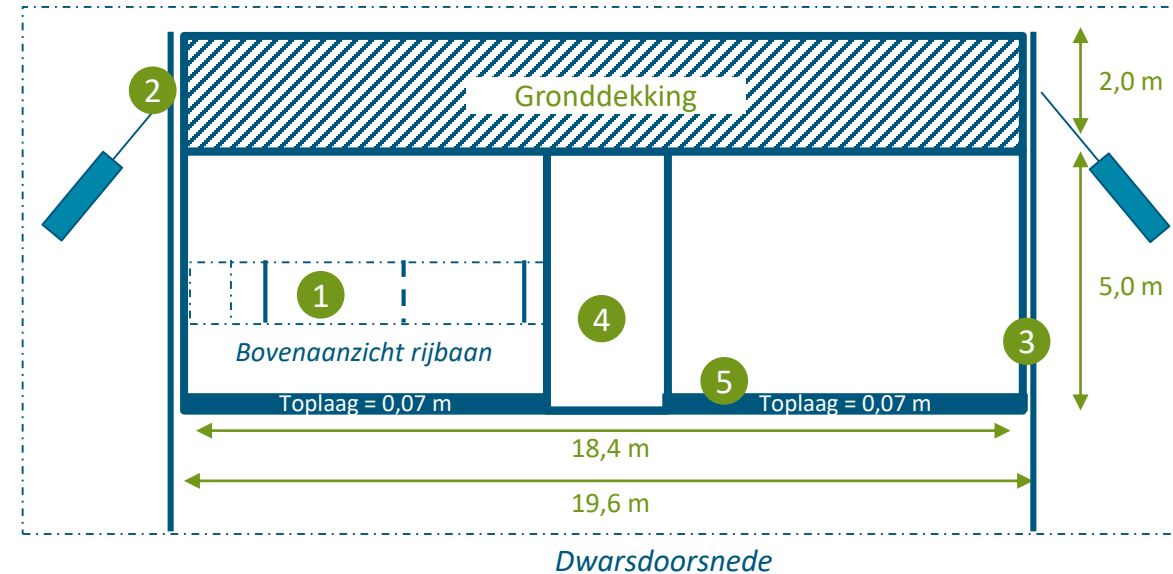 2
Gronddekking
2,0 m
1
4
5,0 m
Bovenaanzicht rijbaan
3
5
Toplaag = 0,07 m
Toplaag = 0,07 m
18,4 m
19,6 m
Dwarsdoorsnede